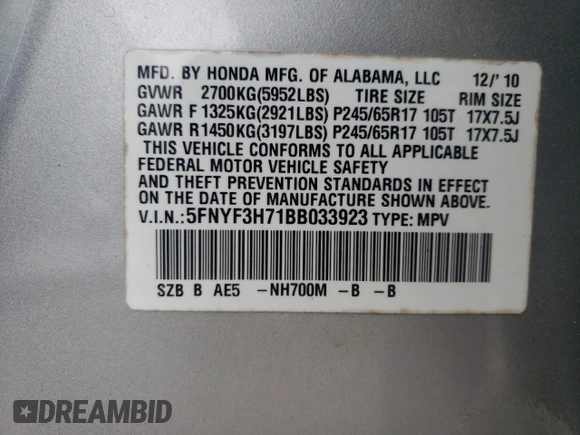 MFD. BY HONDA MFG. OF ALABAMA, LLC 12/'10
GVWR 2700KG(5952LBS) TIRE SIZE RIM SIZE
GAWR F 1325KG(2921LBS) P245/65R17 105T 17X7.5J
GAWR R1450KG(3197LBS) P245/65R17 105T 17X7.5J
THIS VEHICLE CONFORMS TO ALL APPLICABLE
FEDERAL MOTOR VEHICLE SAFETY
AND THEFT PREVENTION STANDARDS IN EFFECT
ON THE DATE OF MANUFACTURE SHOWN ABOVE.
V.I.N.:5FNYF3H71BB033923 TYPE: MPV
SZB B AE5 -NH700M -B -B
DREAMBID